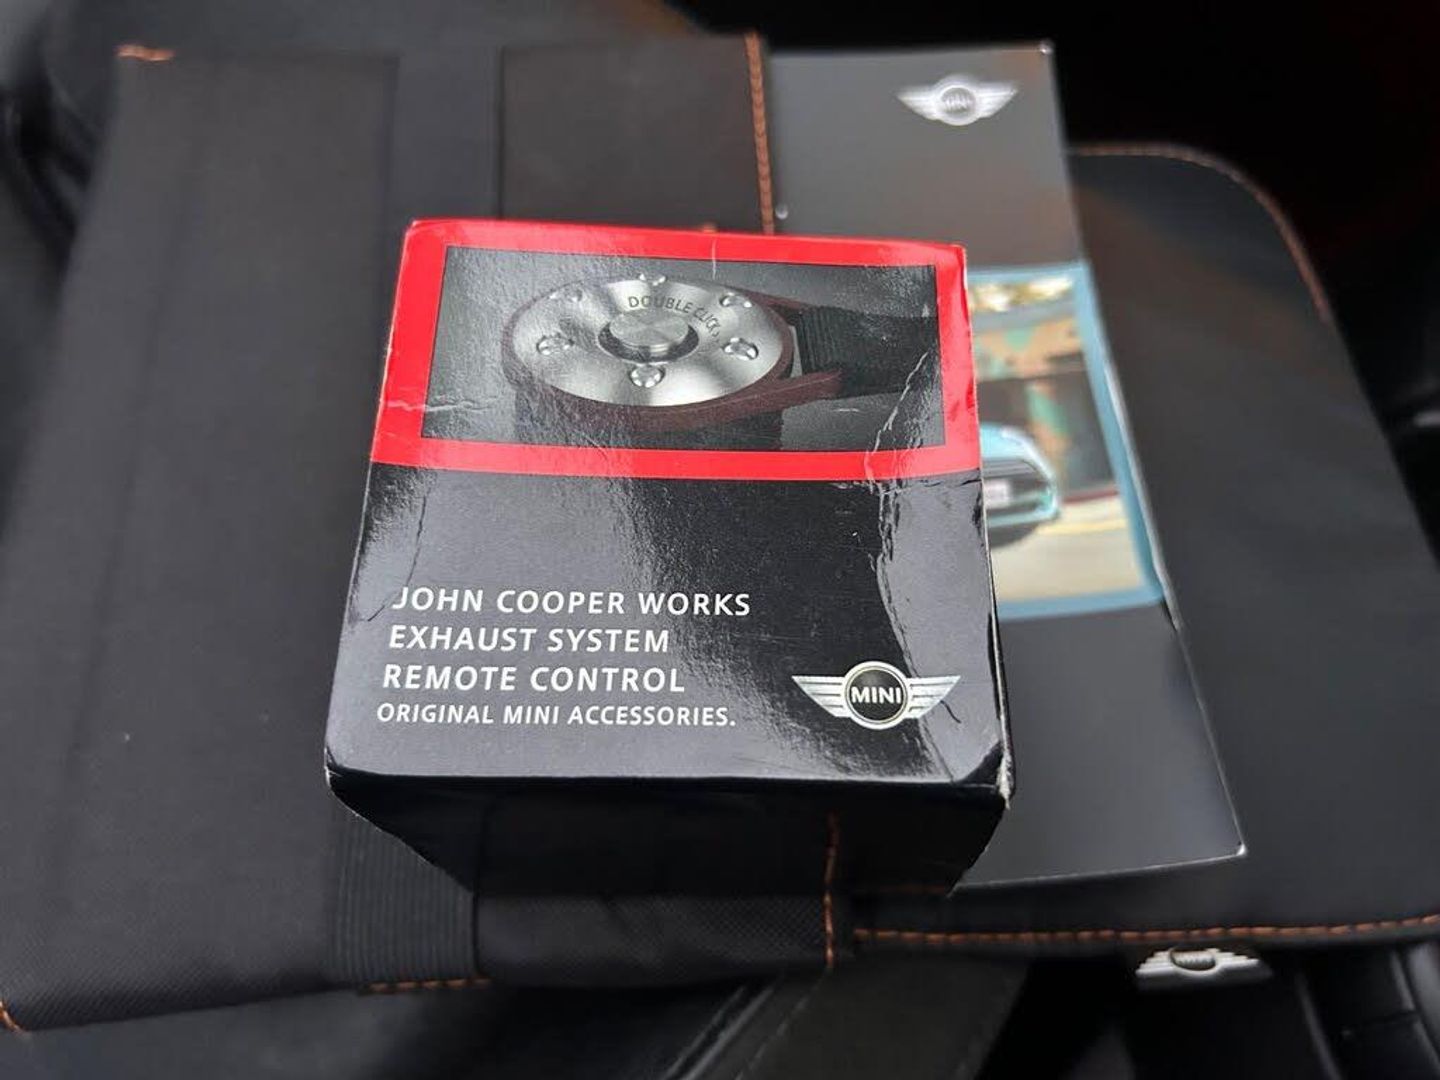 DOUBLE CLICK
JOHN COOPER WORKS
EXHAUST SYSTEM
REMOTE CONTROL
ORIGINAL MINI ACCESSORIES.
MINI